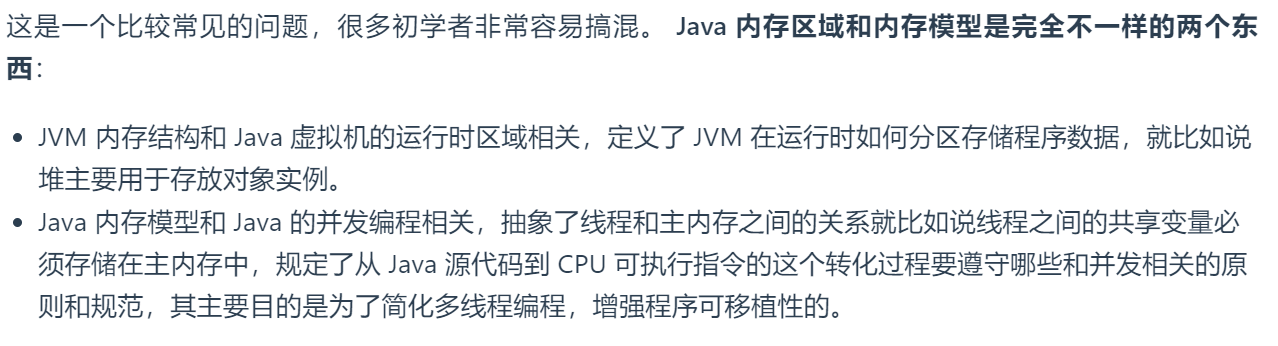 这是一个比较常见的问题，很多初学者非常容易搞混。 Java 内存区域和内存模型是完全不一样的两个东
西：
• JVM 内存结构和 Java 虚拟机的运行时区域相关，定义了 JVM 在运行时如何分区存储程序数据，就比如说
堆主要用于存放对象实例。
• Java 内存模型和 Java 的并发编程相关，抽象了线程和主内存之间的关系就比如说线程之间的共享变量必
须存储在主内存中，规定了从 Java 源代码到 CPU 可执行指令的这个转化过程要遵守哪些和并发相关的原
则和规范，其主要目的是为了简化多线程编程，增强程序可移植性的。